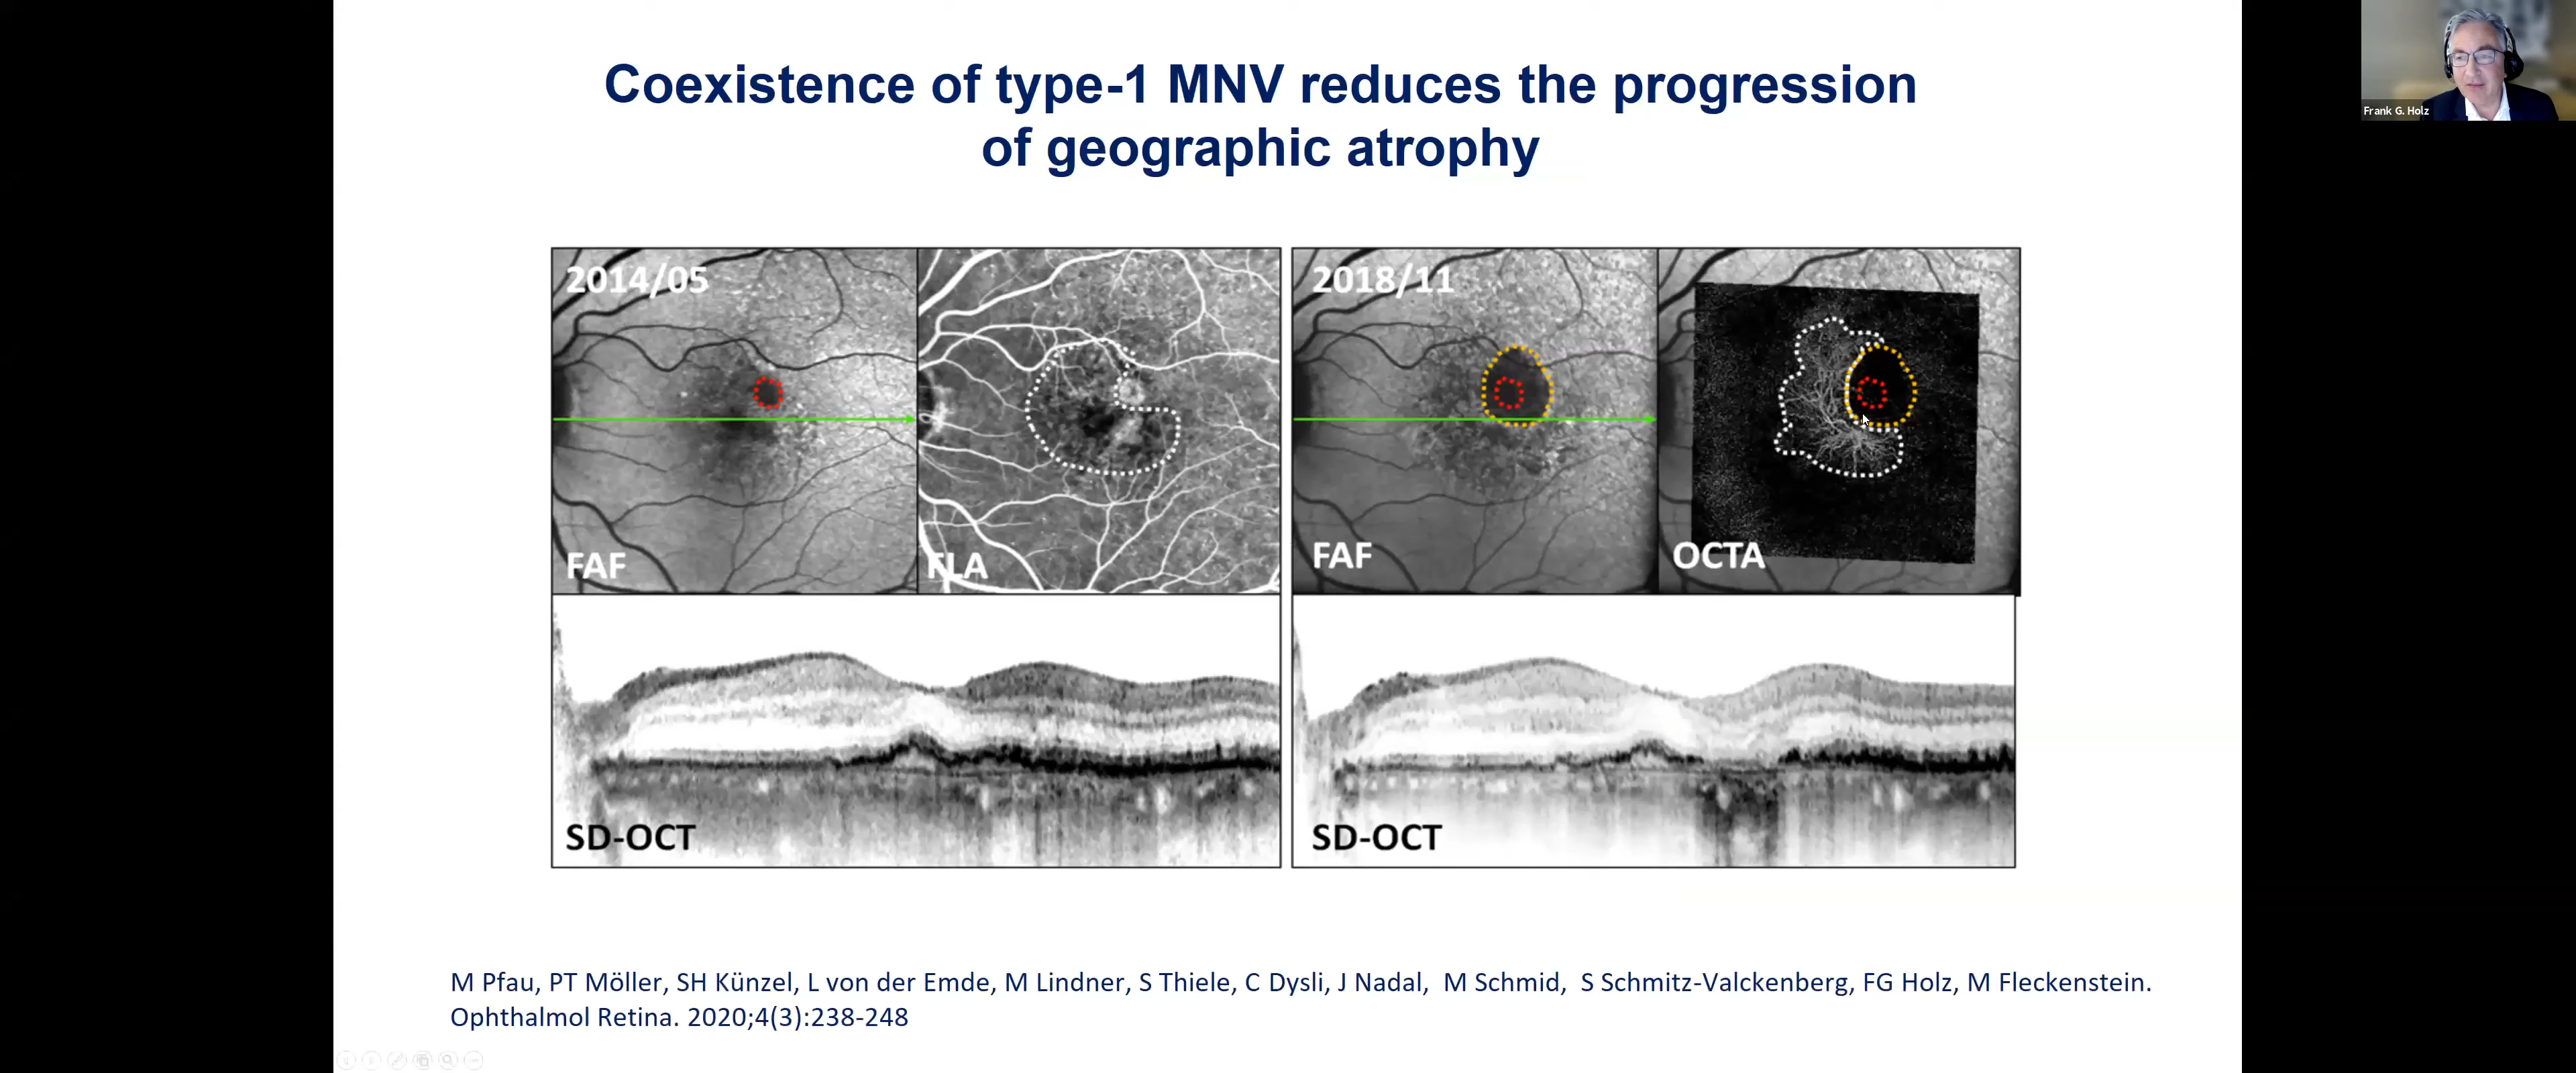 Coexistence of type-1 MNV reduces the progression
of geographic atrophy
Frank G. Holz
2014/05
FAF
FLA
2018/11
FAF
OCTA
SD-OCT
SD-OCT
M Pfau, PT Möller, SH Künzel, L von der Emde, M Lindner, S Thiele, C Dysli, J Nadal, M Schmid, S Schmitz-Valckenberg, FG Holz, M Fleckenstein.
Ophthalmol Retina. 2020;4(3):238-248